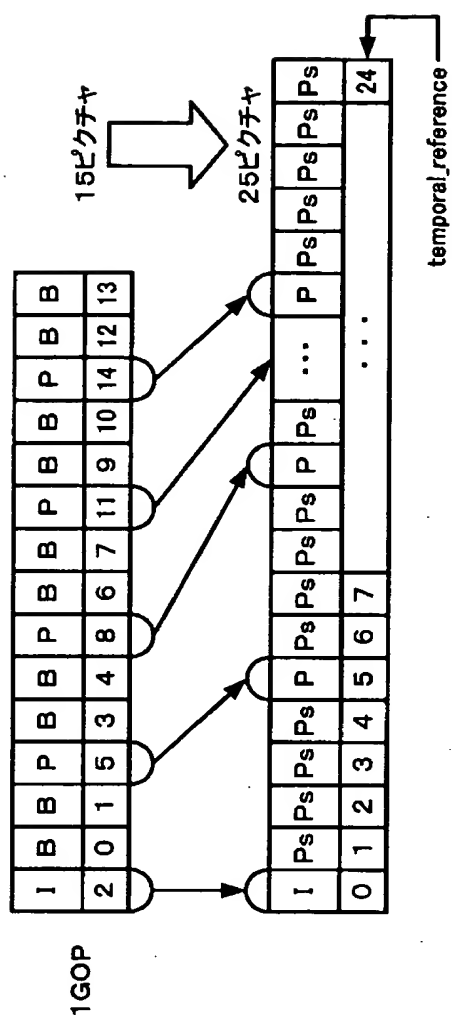 1GOP
I B B P B B P B B P B B P B B
2 0 1 5 3 4 8 6 7 11 9 10 14 12 13
15ピクチャ
25ピクチャ
I Ps Ps Ps Ps P Ps Ps Ps Ps P Ps ... P Ps Ps Ps Ps Ps
0 1 2 3 4 5 6 7 ... 24
temporal_reference